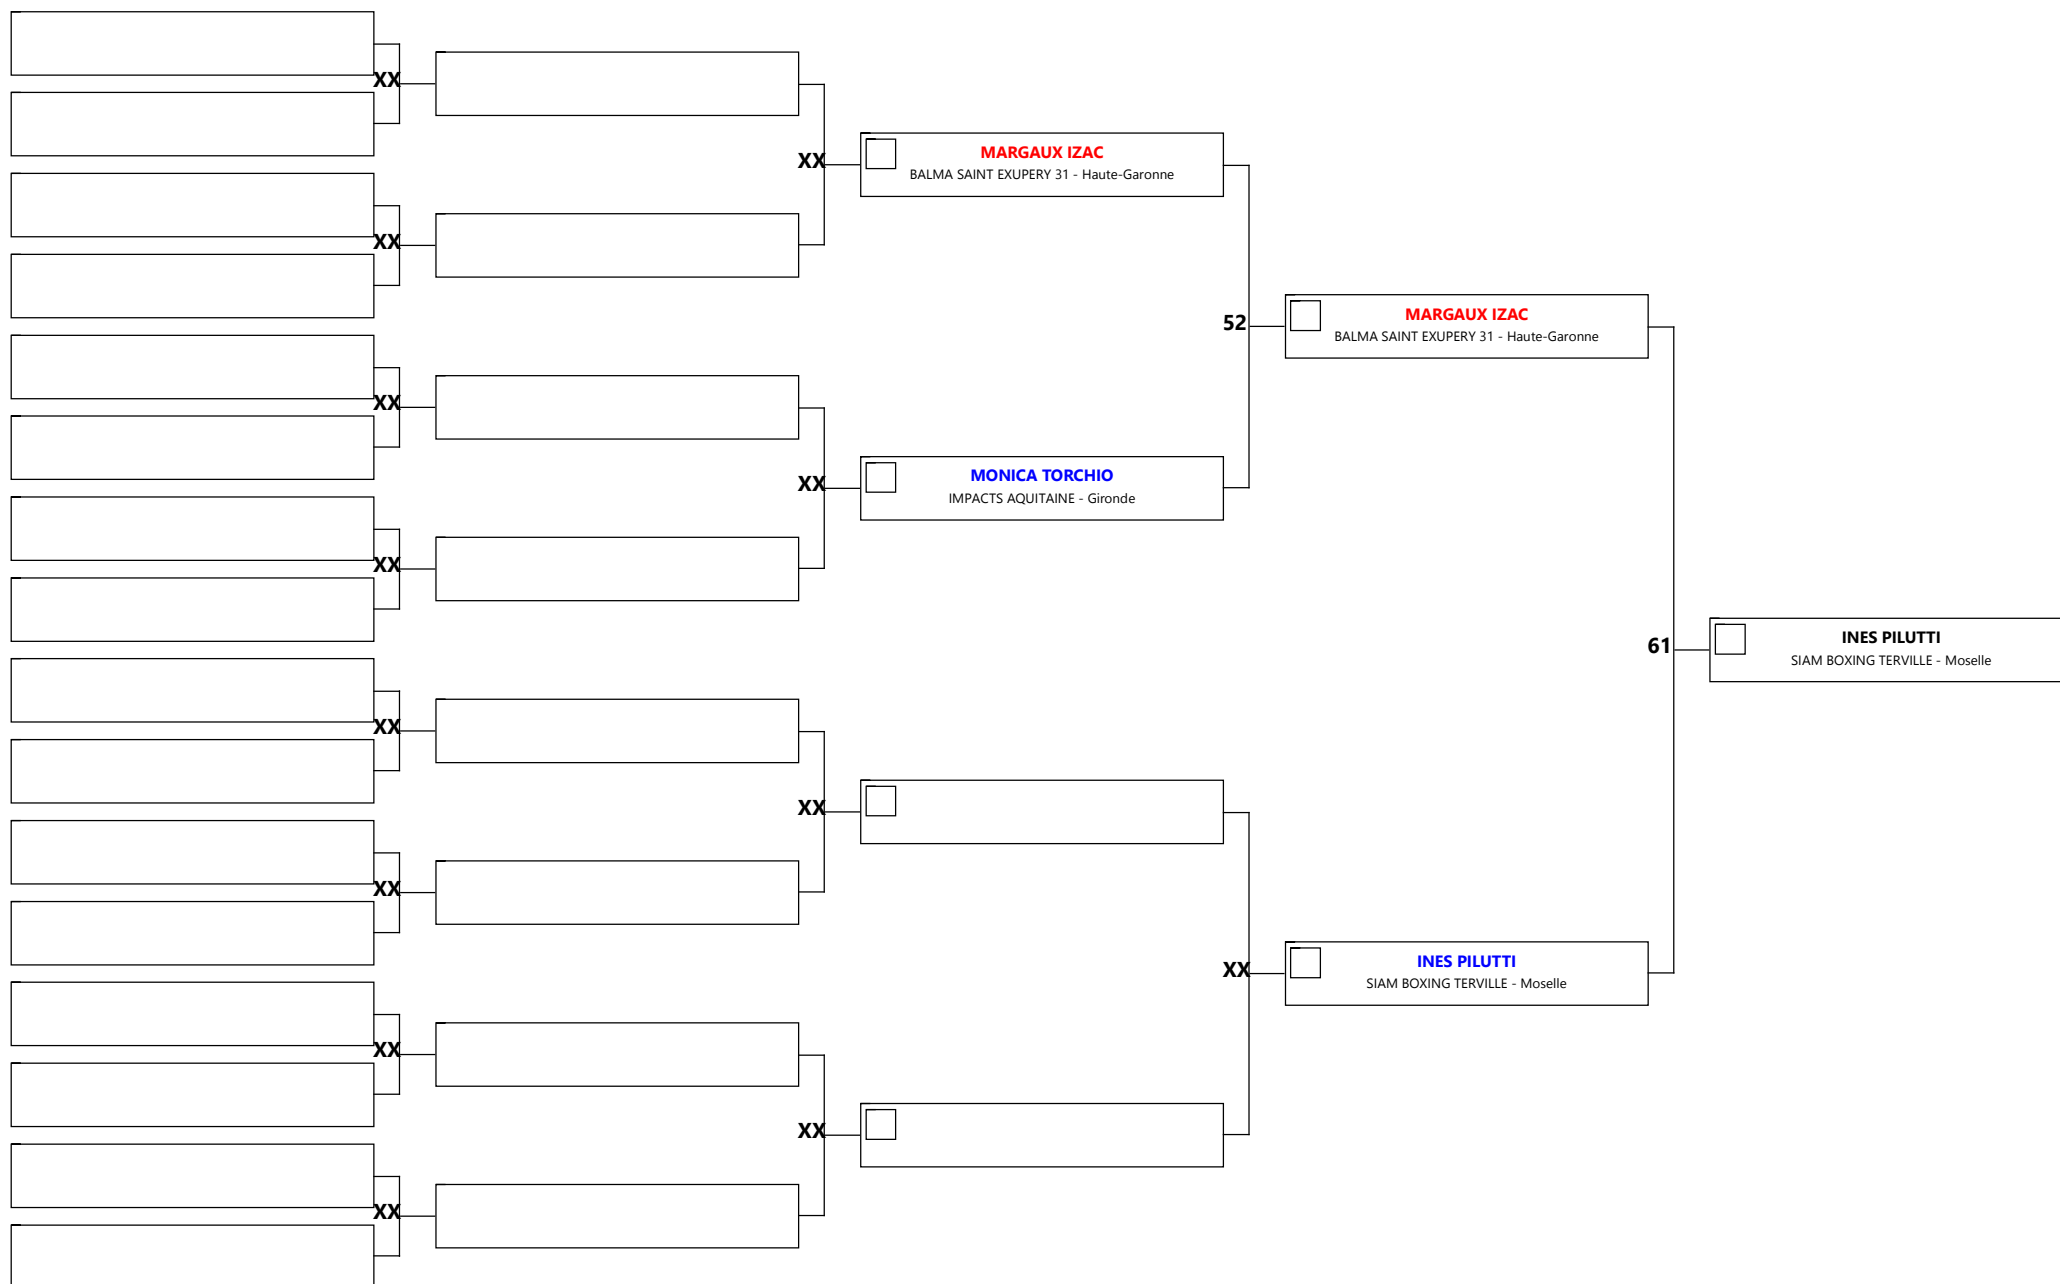 XX
XX
XX
XX
XX
XX
XX
XX
XX
XX
XX
XX
MARGAUX IZAC
BALMA SAINT EXUPERY 31 - Haute-Garonne
MONICA TORCHIO
IMPACTS AQUITAINE - Gironde
52
XX
MARGAUX IZAC
BALMA SAINT EXUPERY 31 - Haute-Garonne
INES PILUTTI
SIAM BOXING TERVILLE - Moselle
61
INES PILUTTI
SIAM BOXING TERVILLE - Moselle